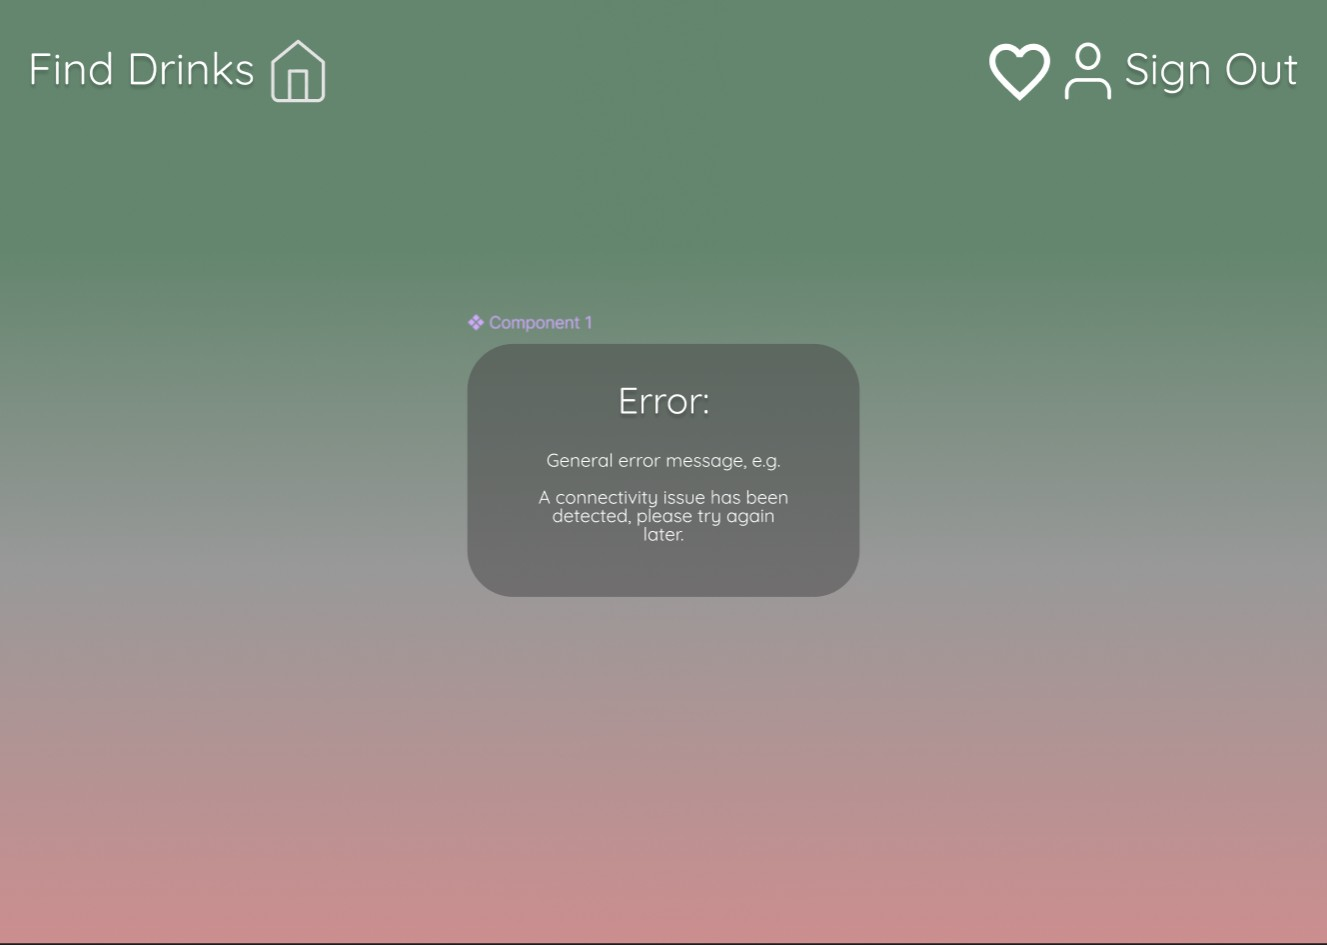 Find Drinks
Sign Out
Component 1
Error:
General error message, e.g.
A connectivity issue has been
detected, please try again
later.